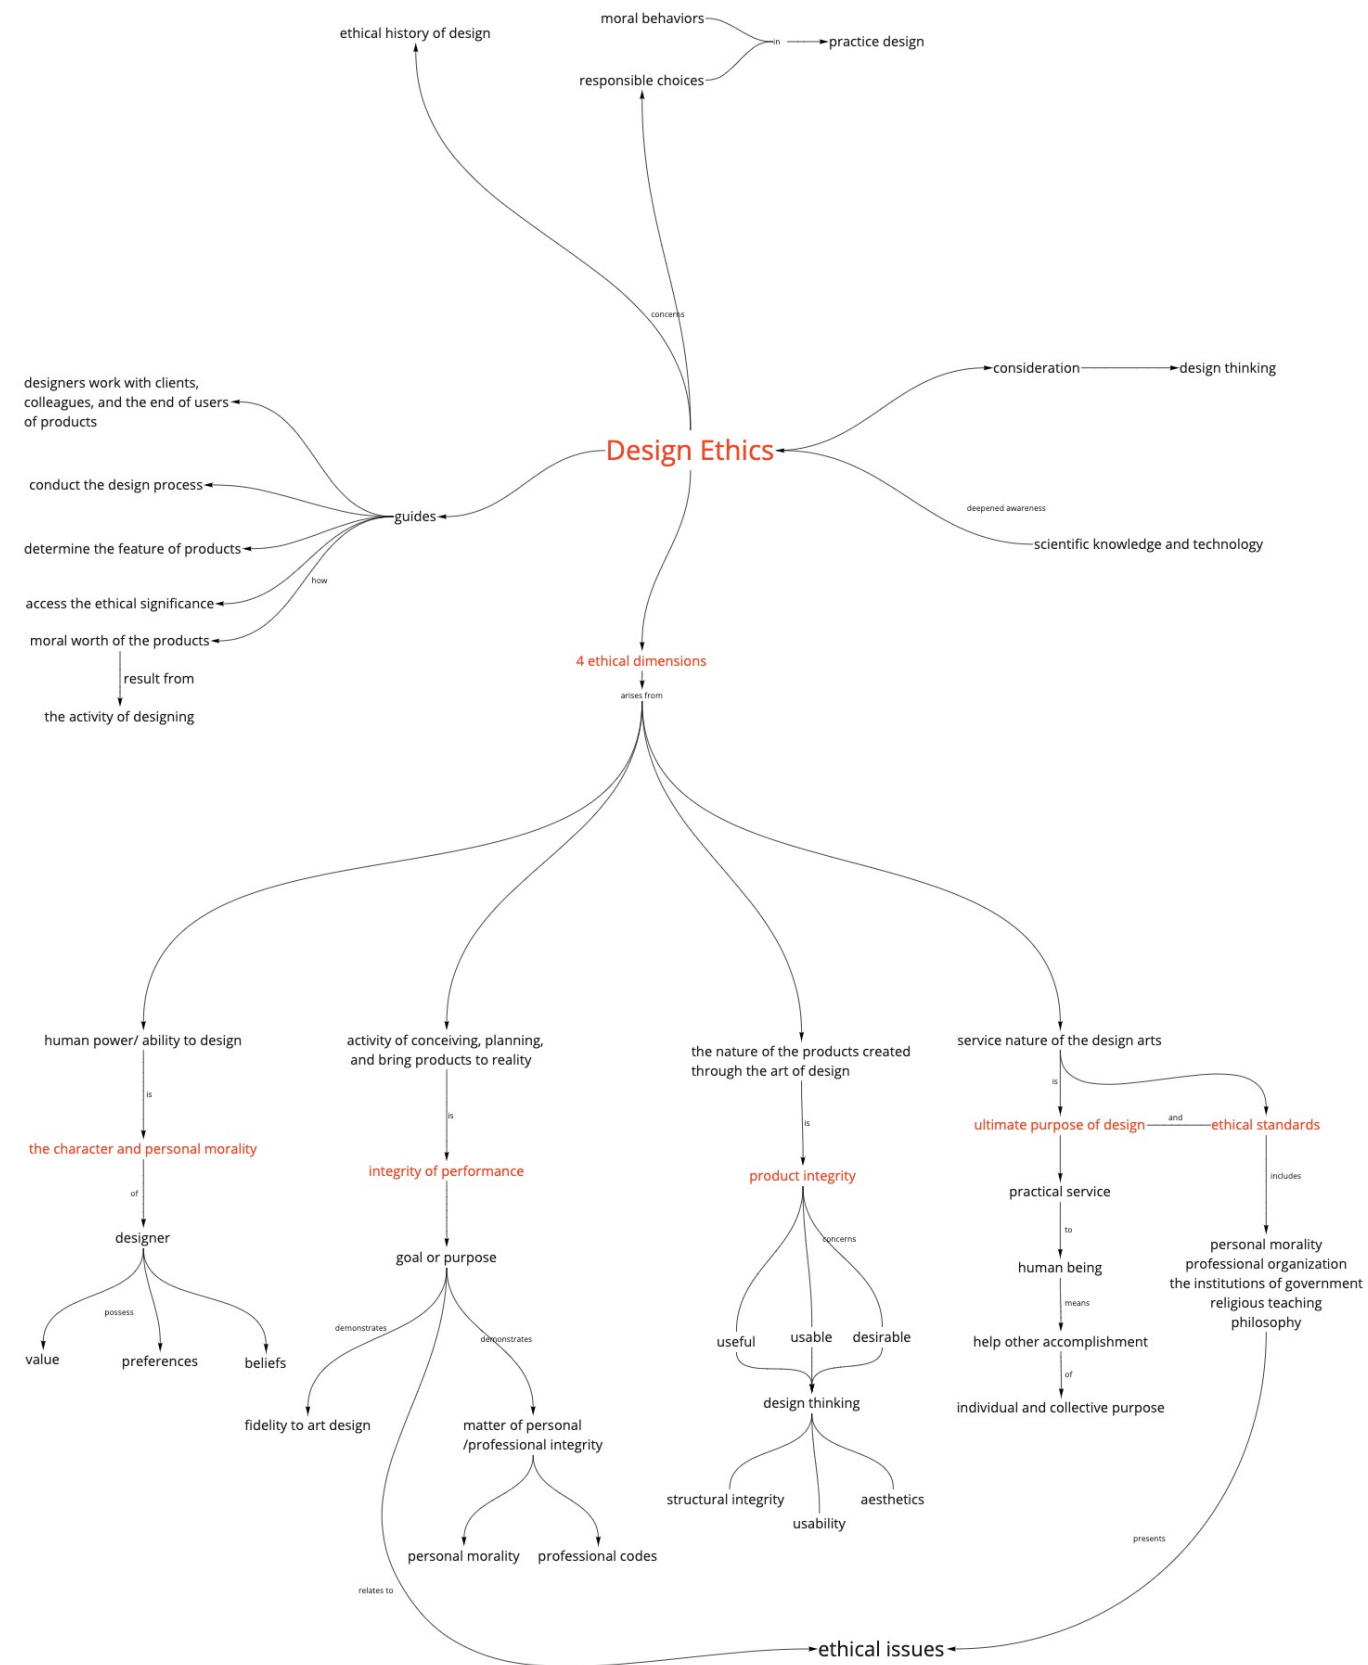 ethical history of design
moral behaviors
in
practice design
responsible choices
concerns
designers work with clients,
colleagues, and the end of users
of products
consideration
design thinking
Design Ethics
conduct the design process
guides
deepened awareness
scientific knowledge and technology
determine the feature of products
how
access the ethical significance
moral worth of the products
result from
the activity of designing
4 ethical dimensions
arises from
human power/ ability to design
is
the character and personal morality
of
designer
possess
value
preferences
beliefs
activity of conceiving, planning,
and bring products to reality
is
integrity of performance
goal or purpose
demonstrates
demonstrates
fidelity to art design
matter of personal
/professional integrity
personal morality
professional codes
relates to
the nature of the products created
through the art of design
is
product integrity
concerns
useful
usable
desirable
design thinking
structural integrity
usability
aesthetics
service nature of the design arts
is
ultimate purpose of design
and
ethical standards
practical service
to
human being
means
help other accomplishment
of
individual and collective purpose
includes
personal morality
professional organization
the institutions of government
religious teaching
philosophy
presents
ethical issues